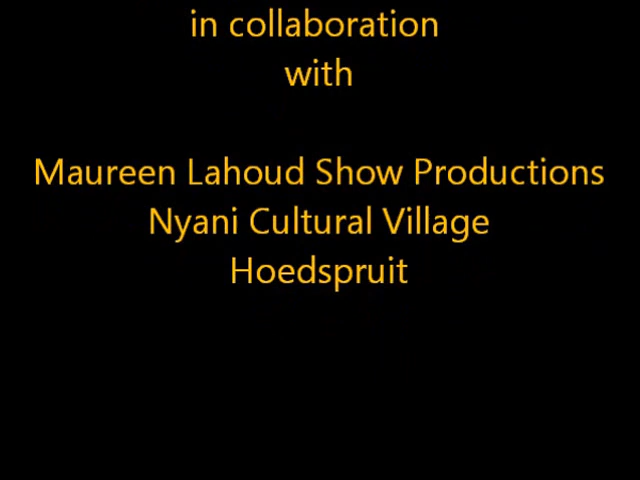 in collaboration
with
Maureen Lahoud Show Productions
Nyani Cultural Village
Hoedspruit